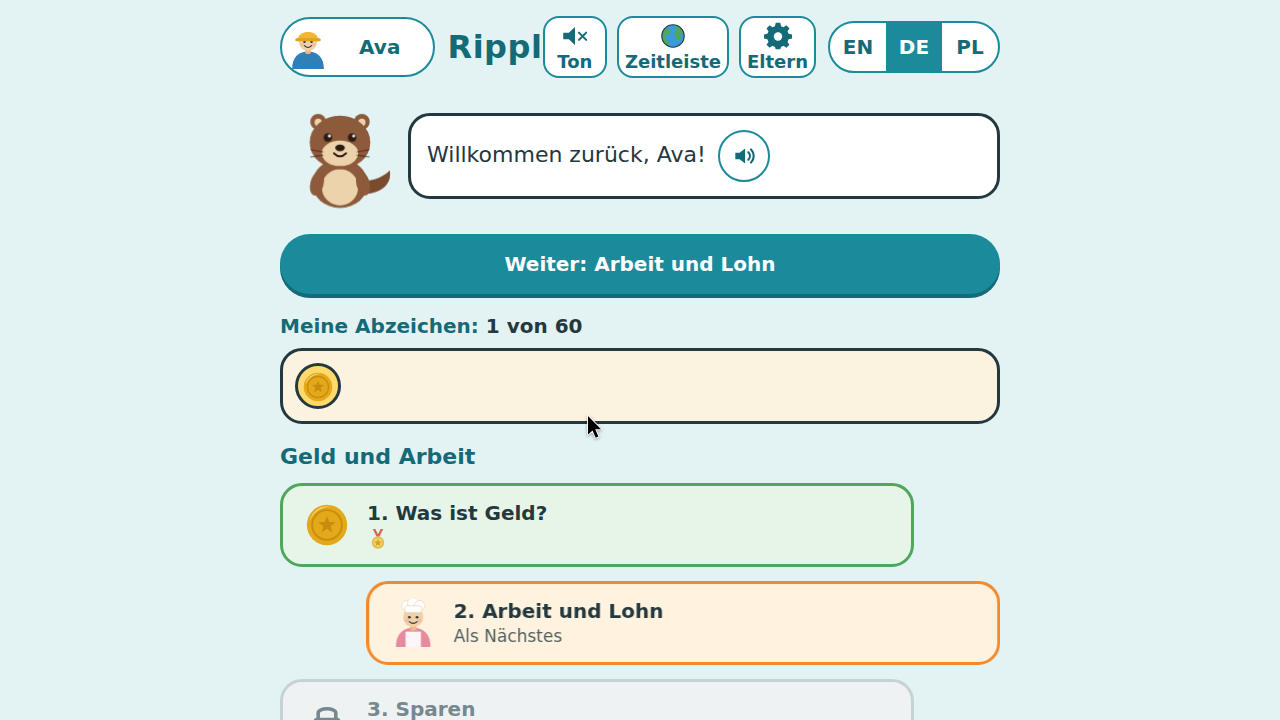 Ava
Rippl
Ton
Zeitleiste
Eltern
EN
DE
PL
Willkommen zurück, Ava!
Weiter: Arbeit und Lohn
Meine Abzeichen: 1 von 60
Geld und Arbeit
1. Was ist Geld?
2. Arbeit und Lohn
Als Nächstes
3. Sparen